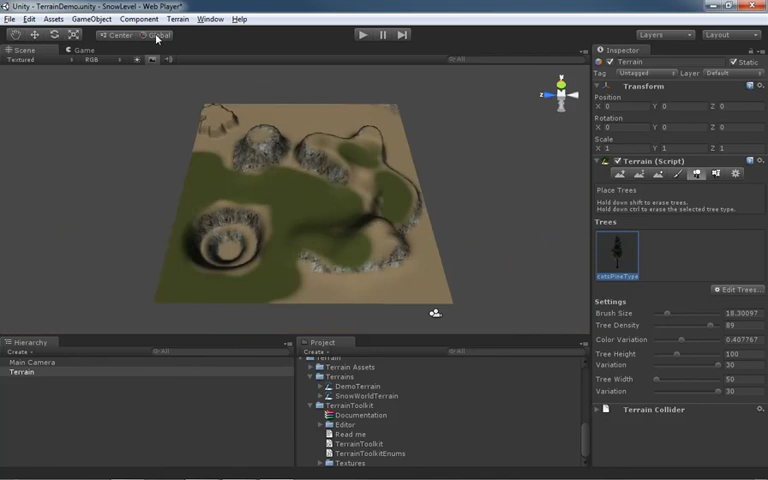 Unity - TerrainDemo.unity - SnowLevel - Web Player*
File Edit Assets GameObject Component Terrain Window Help
Center Global Layers Layout
Scene Game
Textured RGB All
y
z
Hierarchy
Create All
Main Camera
Terrain
Project
Create All
Terrain
Terrain Assets
Terrains
DemoTerrain
SnowWorldTerrain
TerrainToolkit
Documentation
Editor
Read me
TerrainToolkit
TerrainToolkitEnums
Textures
Inspector
Terrain Static
Tag Untagged Layer Default
Transform
Position
X 0 Y 0 Z 0
Rotation
X 0 Y 0 Z 0
Scale
X 1 Y 1 Z 1
Terrain (Script)
Place Trees
Hold down shift to erase trees.
Hold down ctrl to erase the selected tree type.
Trees
cotsPineType
Edit Trees...
Settings
Brush Size 18.30097
Tree Density 89
Color Variation 0.407767
Tree Height 100
Variation 30
Tree Width 50
Variation 30
Terrain Collider